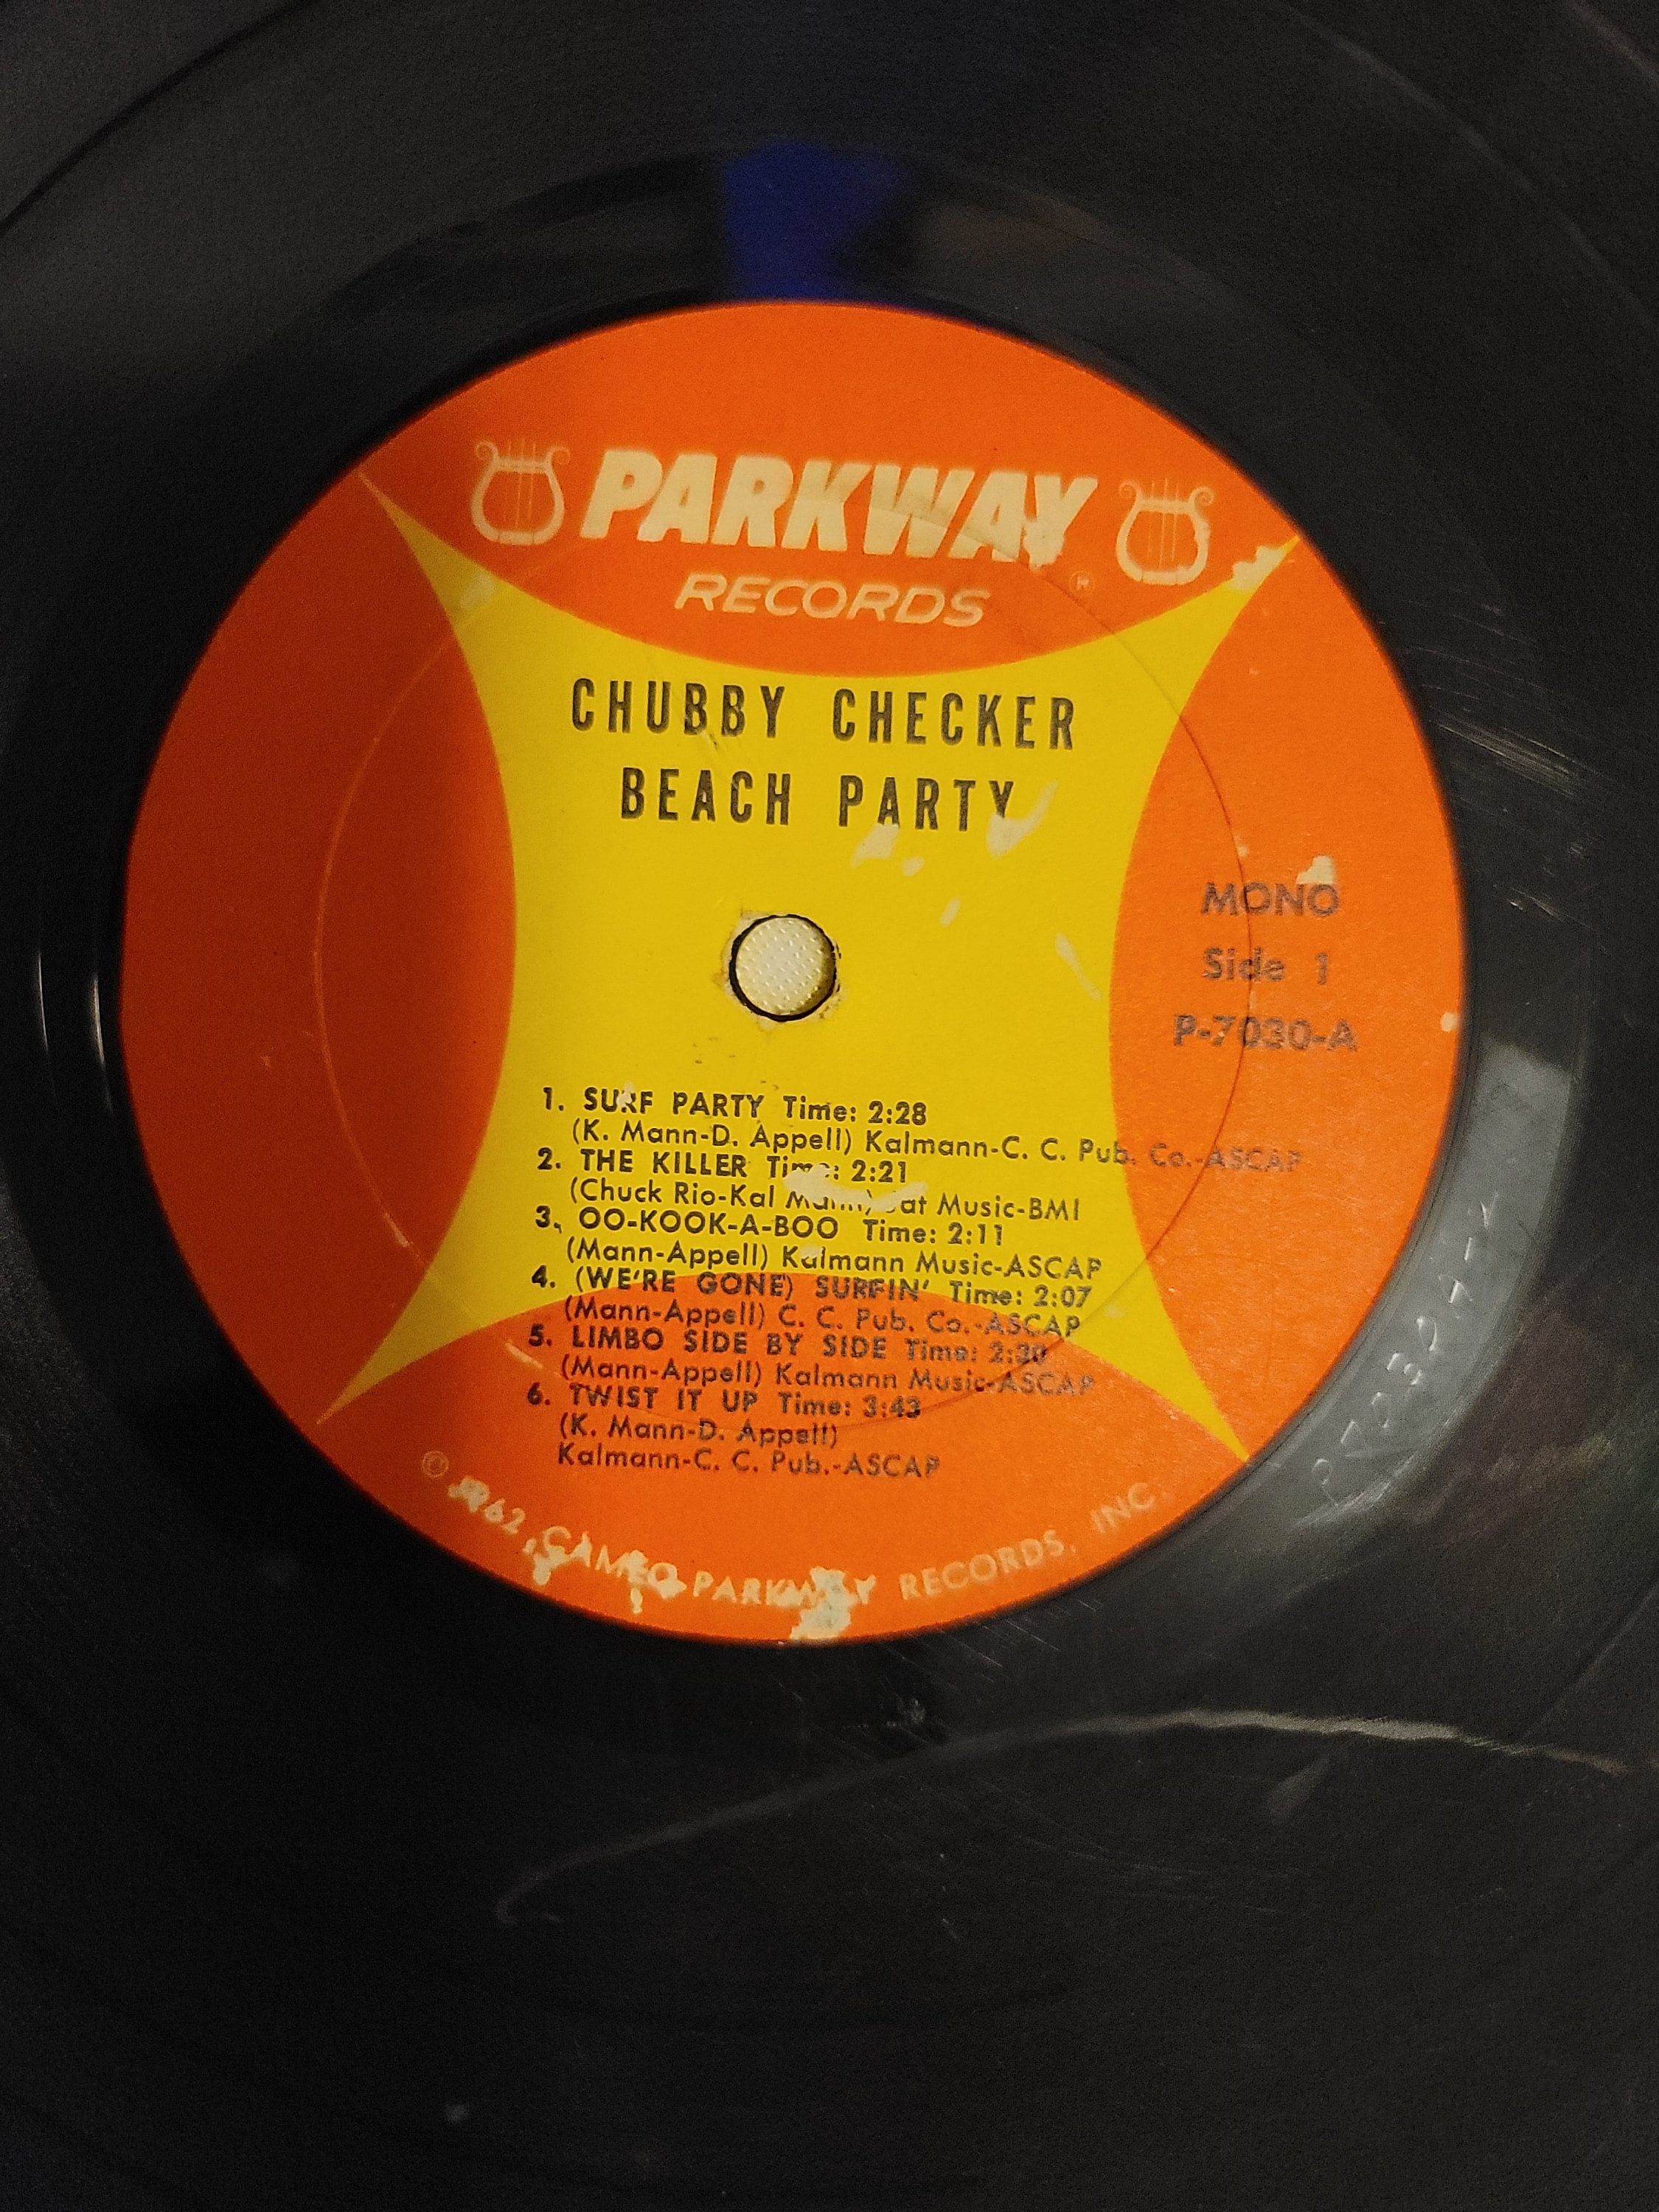 PARKWAY
RECORDS ®
CHUBBY CHECKER
BEACH PARTY
MONO
Side 1
P-7030-A
1. SURF PARTY Time: 2:28
(K. Mann-D. Appell) Kalmann-C. C. Pub. Co.-ASCAP
2. THE KILLER Time: 2:21
(Chuck Rio-Kal Mann) Music-BMI
3. OO-KOOK-A-BOO Time: 2:11
(Mann-Appell) Kalmann Music-ASCAP
4. (WE'RE GONE) SURFIN' Time: 2:07
(Mann-Appell) C. C. Pub. Co.-ASCAP
5. LIMBO SIDE BY SIDE Time:
(Mann-Appell) Kalmann Music-ASCAP
6. TWIST IT UP Time: 3:43
(K. Mann-D. Appell)
Kalmann-C. C. Pub.-ASCAP
© 1962 CAMEO-PARKWAY RECORDS, INC.